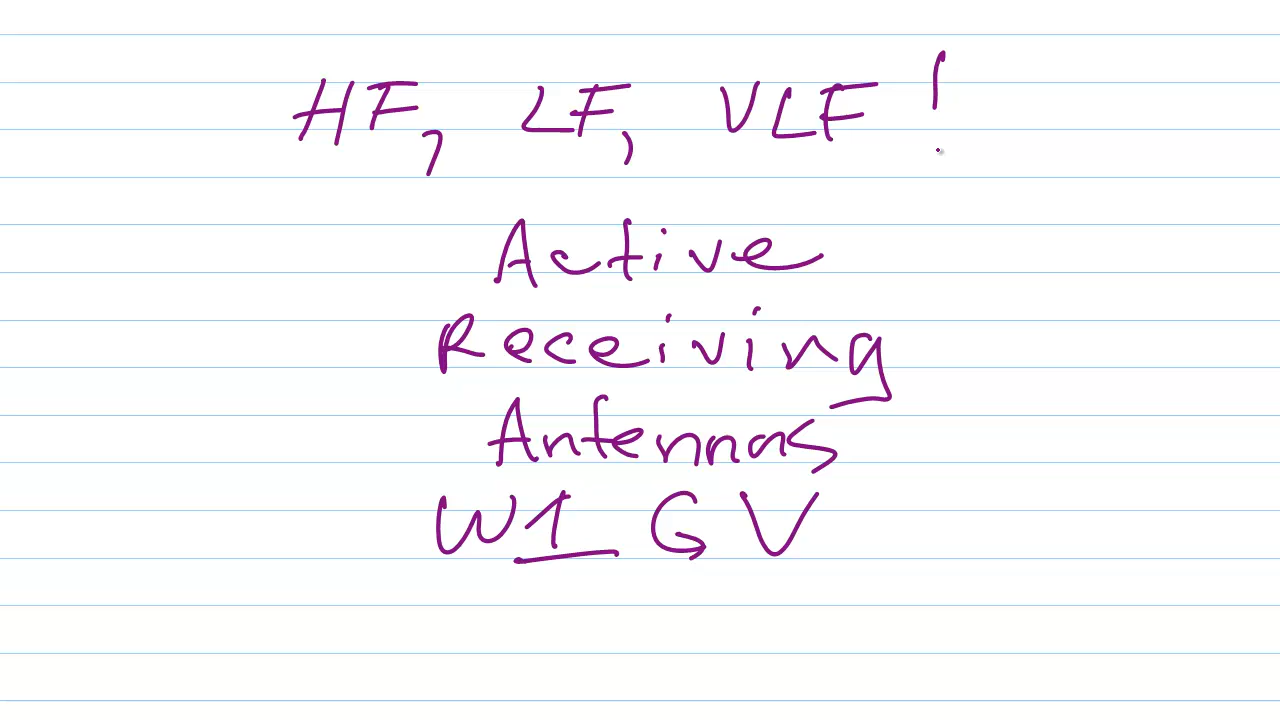 HF, LF, VLF!
Active
Receiving
Antennas
W1GV